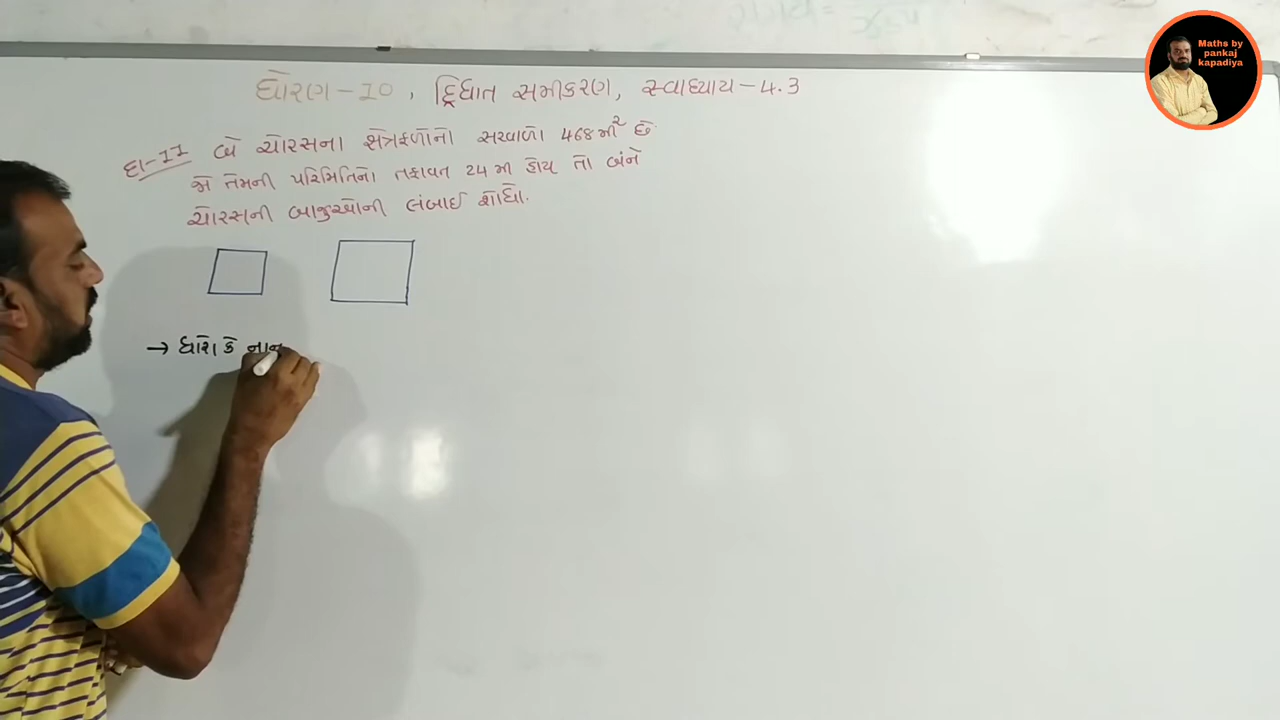 ધોરણ-10, દ્વિઘાત સમીકરણ, સ્વાધ્યાય-4.3
દા-11 બે ચોરસના ક્ષેત્રફળોનો સરવાળો 468 મી² છે
જો તેમની પરિમિતિનો તફાવત 24 મી હોય તો બંને
ચોરસની બાજુઓની લંબાઈ શોધો.
→ ધારો કે નાન
Maths by
pankaj
kapadiya